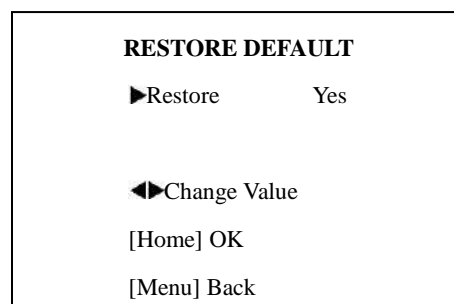 RESTORE DEFAULT
▶Restore Yes
◀▶Change Value
[Home] OK
[Menu] Back